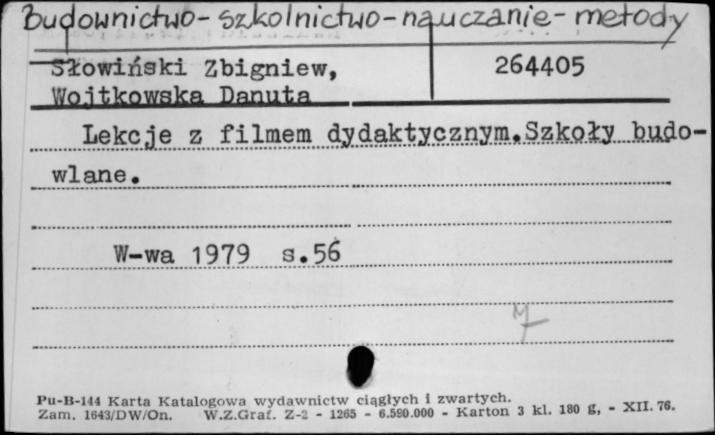 Budownictwo - szkolnictwo - nauczanie - metody
Słowiński Zbigniew, 264405
Wojtkowska Danuta
Lekcje z filmem dydaktycznym.Szkoły budo-
wlane.
W-wa 1979 s.56
Pu-B-144 Karta Katalogowa wydawnictw ciągłych i zwartych.
Zam. 1643/DW/On. W.Z.Graf. Z-2 - 1265 - 6.590.000 - Karton 3 kl. 180 g, - XII. 76.